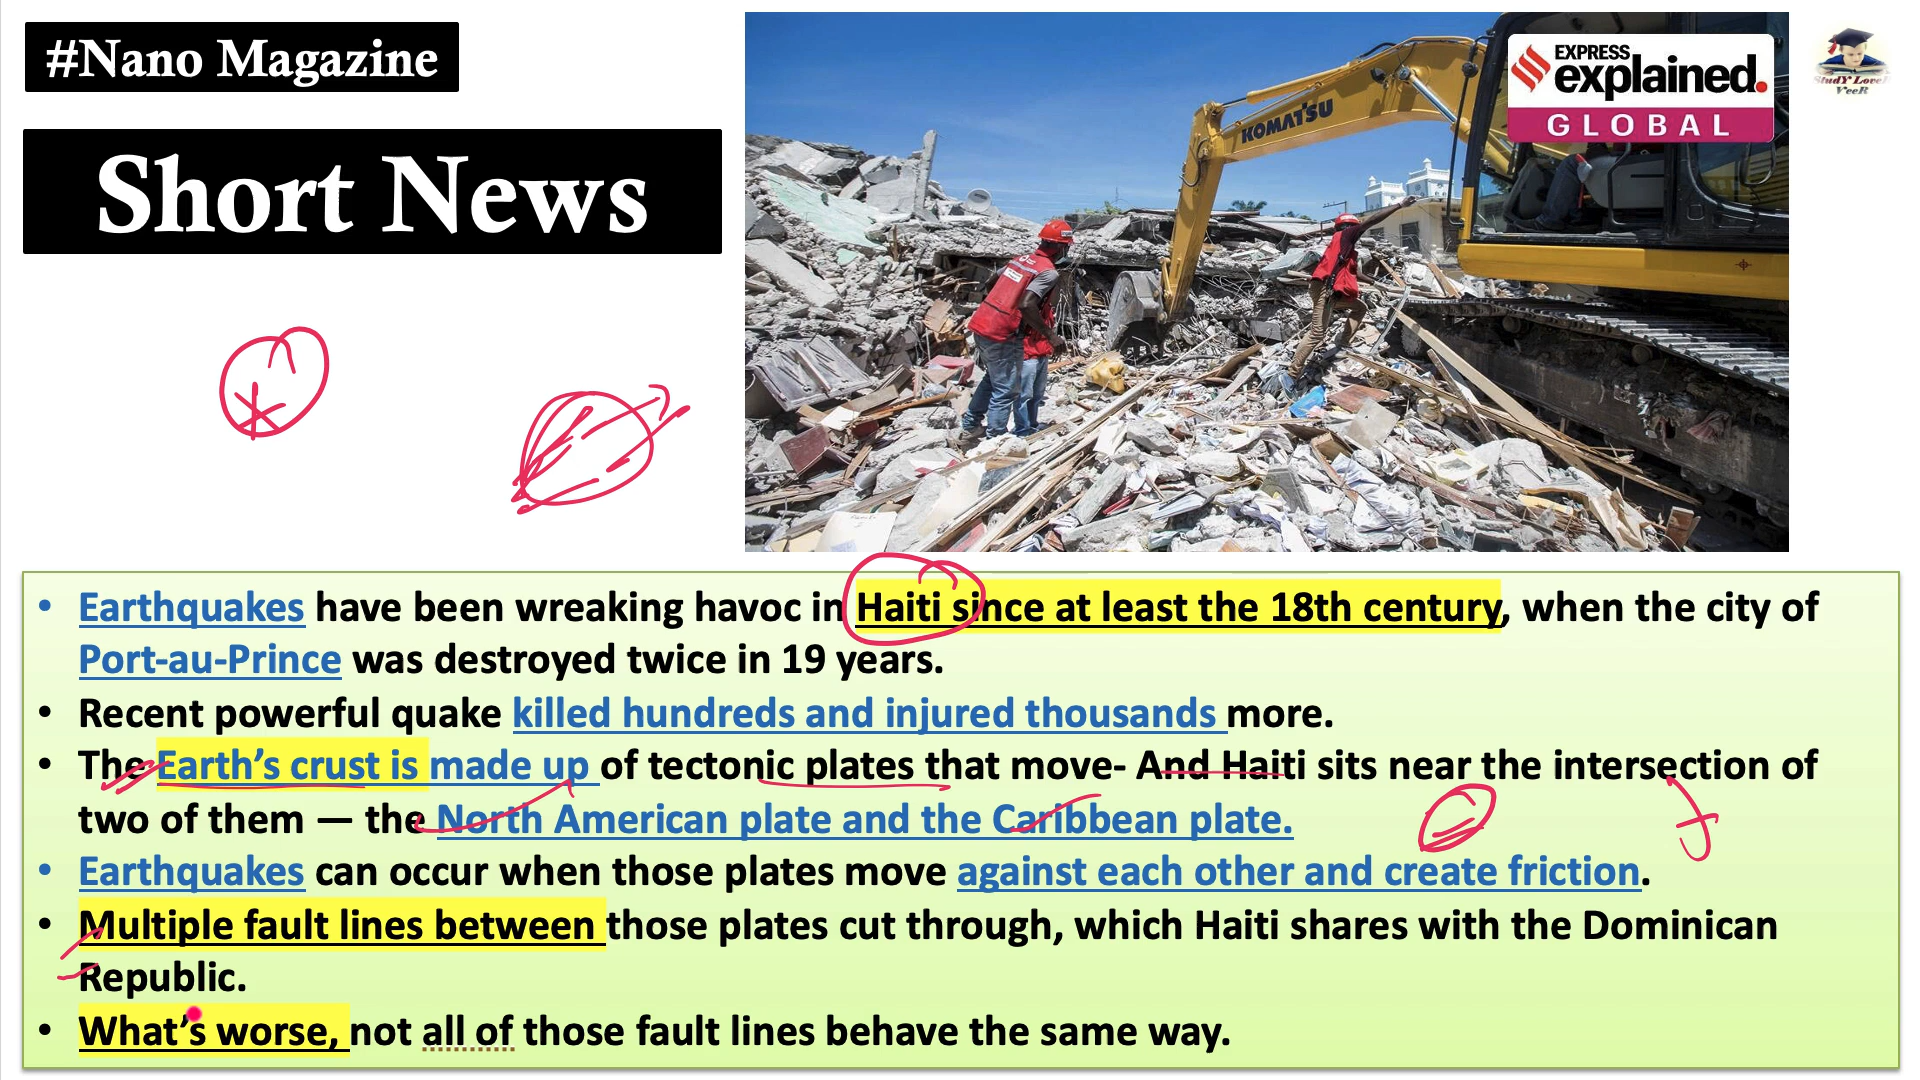 #Nano Magazine
Short News
KOMATSU
EXPRESS
explained.
GLOBAL
StudY LoveR
VeeR
• Earthquakes have been wreaking havoc in Haiti since at least the 18th century, when the city of
Port-au-Prince was destroyed twice in 19 years.
• Recent powerful quake killed hundreds and injured thousands more.
• The Earth’s crust is made up of tectonic plates that move- And Haiti sits near the intersection of
two of them — the North American plate and the Caribbean plate.
• Earthquakes can occur when those plates move against each other and create friction.
• Multiple fault lines between those plates cut through, which Haiti shares with the Dominican
Republic.
• What’s worse, not all of those fault lines behave the same way.